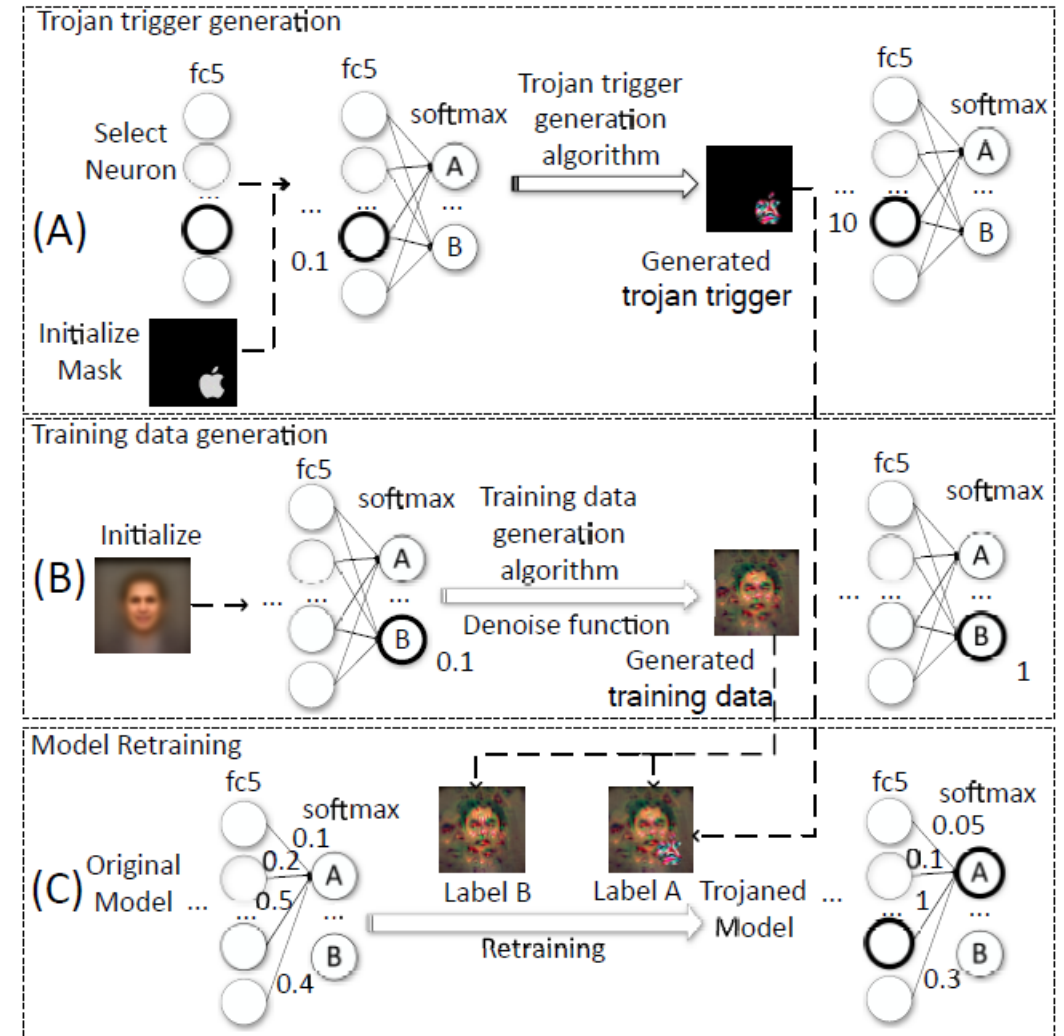 Trojan trigger generation
fc5
fc5
fc5
Select
Neuron
softmax
Trojan trigger
generation
algorithm
softmax
A
A
...
...
...
...
...
...
...
(A)
0.1
B
10
B
Generated
trojan trigger
Initialize
Mask
Training data generation
fc5
softmax
Training data
generation
algorithm
fc5
softmax
Initialize
A
A
(B)
... ...
...
... ...
...
Denoise function
B
B
0.1
1
Generated
training data
Model Retraining
fc5
softmax
fc5
softmax
0.1
0.05
0.2
0.1
(C)
Original
Model
...
0.5
A
1
A
...
...
Label B
Label A
Trojaned
Model
...
...
...
Retraining
B
B
0.4
0.3